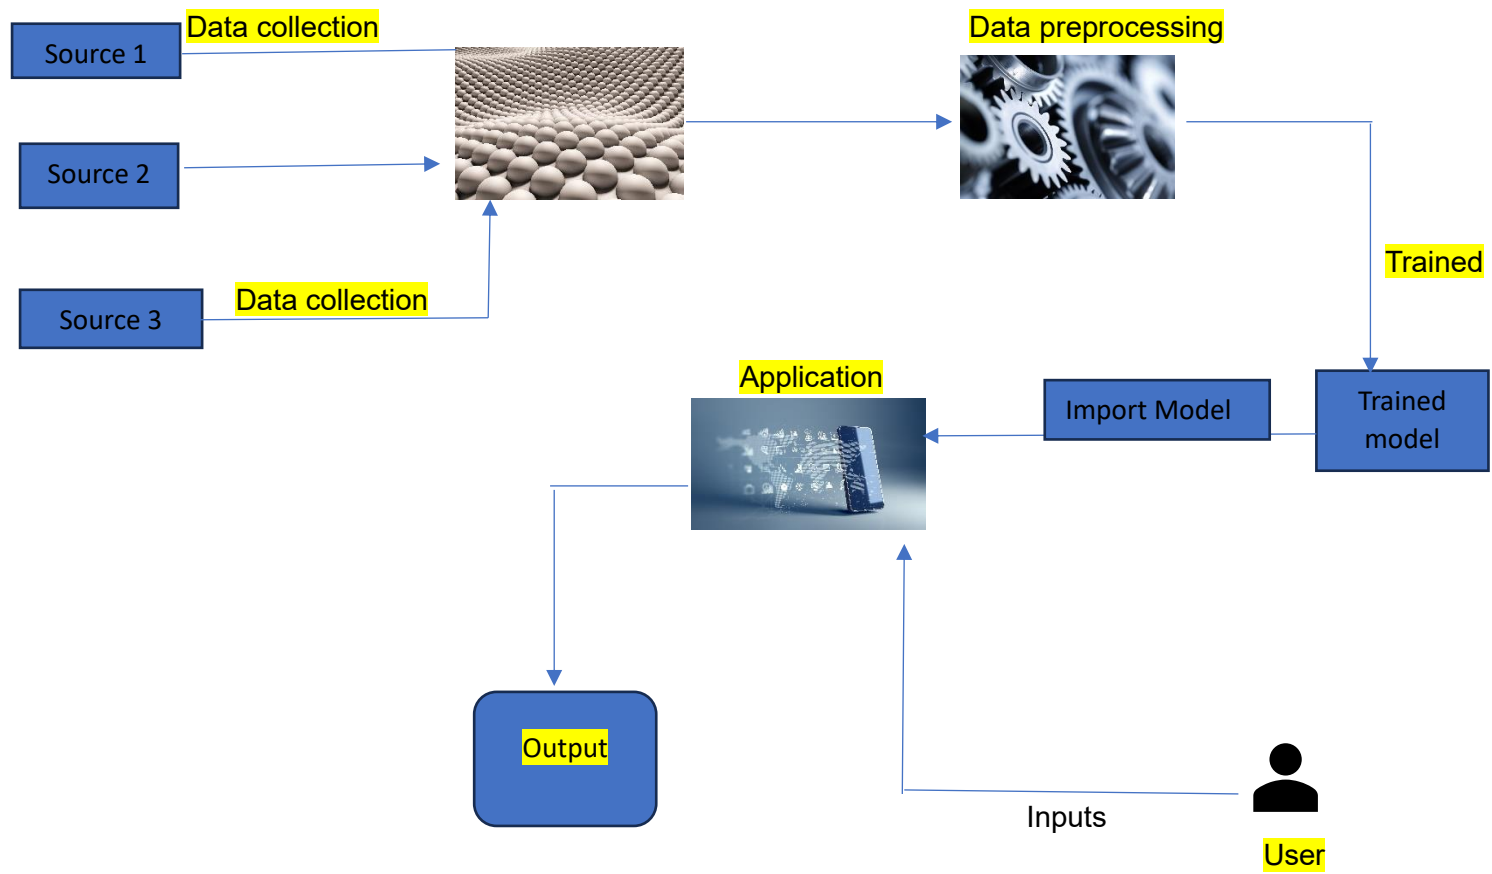 Data collection
Data preprocessing
Source 1
Source 2
Trained
Data collection
Source 3
Application
Import Model
Trained
model
Output
Inputs
User